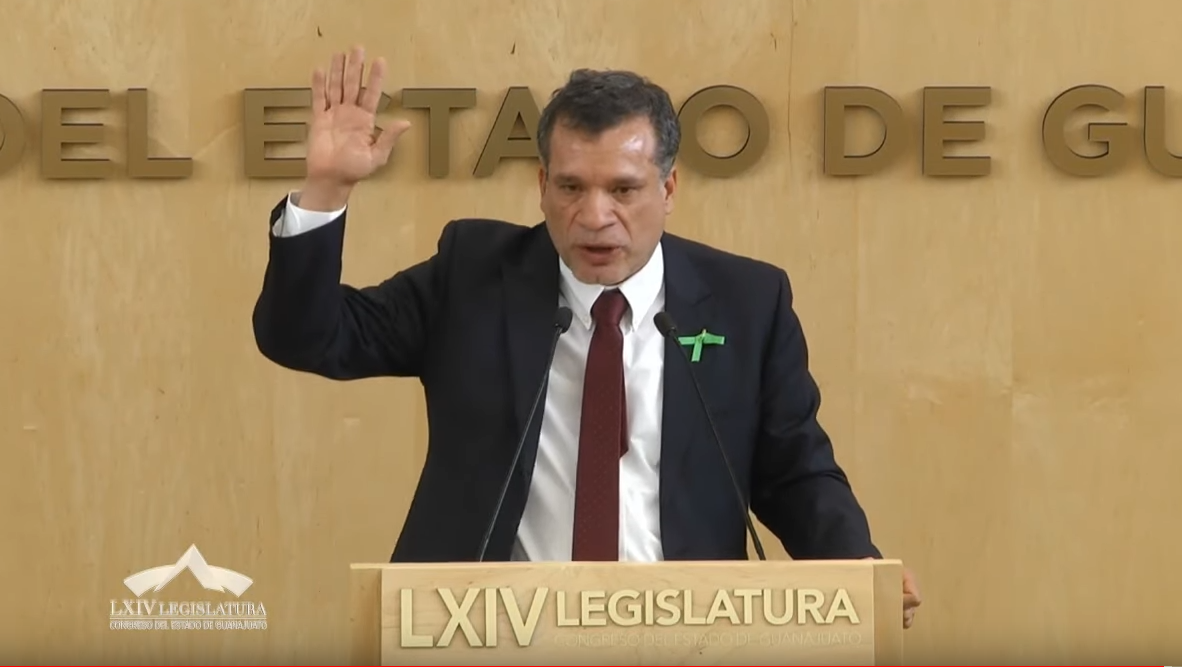 DEL ESTADO DE GU
LXIV LEGISLATURA
CONGRESO DEL ESTADO DE GUANAJUATO
LXIV LEGISLATURA
CONGRESO DEL ESTADO DE GUANAJUATO